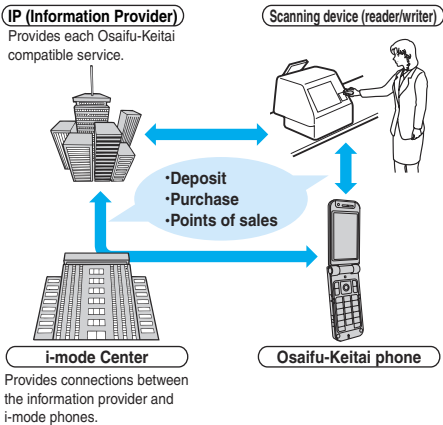 IP (Information Provider)
Provides each Osaifu-Keitai
compatible service.
Scanning device (reader/writer)
•Deposit
•Purchase
•Points of sales
i-mode Center
Provides connections between
the information provider and
i-mode phones.
Osaifu-Keitai phone